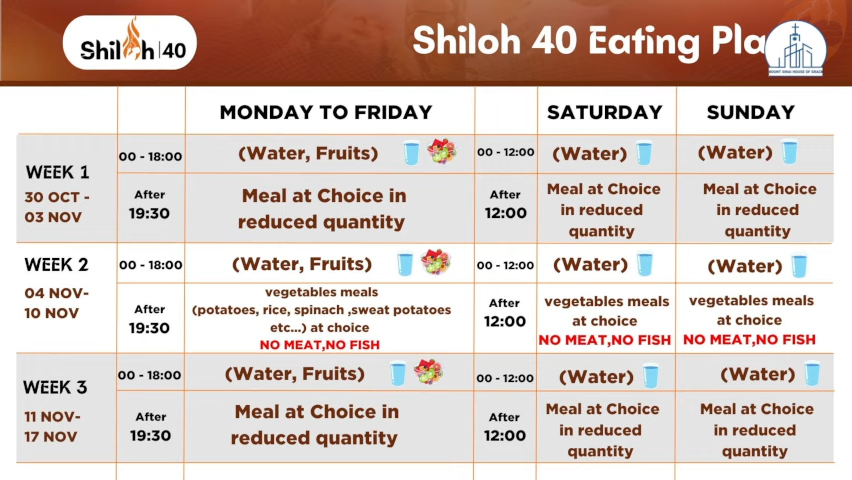 Shiloh|40
Shiloh 40 Eating Pla
MOUNT SINAI HOUSE OF GRACE
MONDAY TO FRIDAY
SATURDAY
SUNDAY
WEEK 1
30 OCT -
03 NOV
00 - 18:00
(Water, Fruits)
00 - 12:00
(Water)
(Water)
After
19:30
Meal at Choice in
reduced quantity
After
12:00
Meal at Choice
in reduced
quantity
Meal at Choice
in reduced
quantity
WEEK 2
04 NOV-
10 NOV
00 - 18:00
(Water, Fruits)
00 - 12:00
(Water)
(Water)
After
19:30
vegetables meals
(potatoes, rice, spinach ,sweat potatoes
etc...) at choice
NO MEAT,NO FISH
After
12:00
vegetables meals
at choice
NO MEAT,NO FISH
vegetables meals
at choice
NO MEAT,NO FISH
WEEK 3
11 NOV-
17 NOV
00 - 18:00
(Water, Fruits)
00 - 12:00
(Water)
(Water)
After
19:30
Meal at Choice in
reduced quantity
After
12:00
Meal at Choice
in reduced
quantity
Meal at Choice
in reduced
quantity